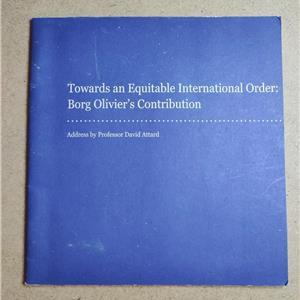 Towards an Equitable International Order:
Borg Olivier's Contribution
Address by Professor David Attard